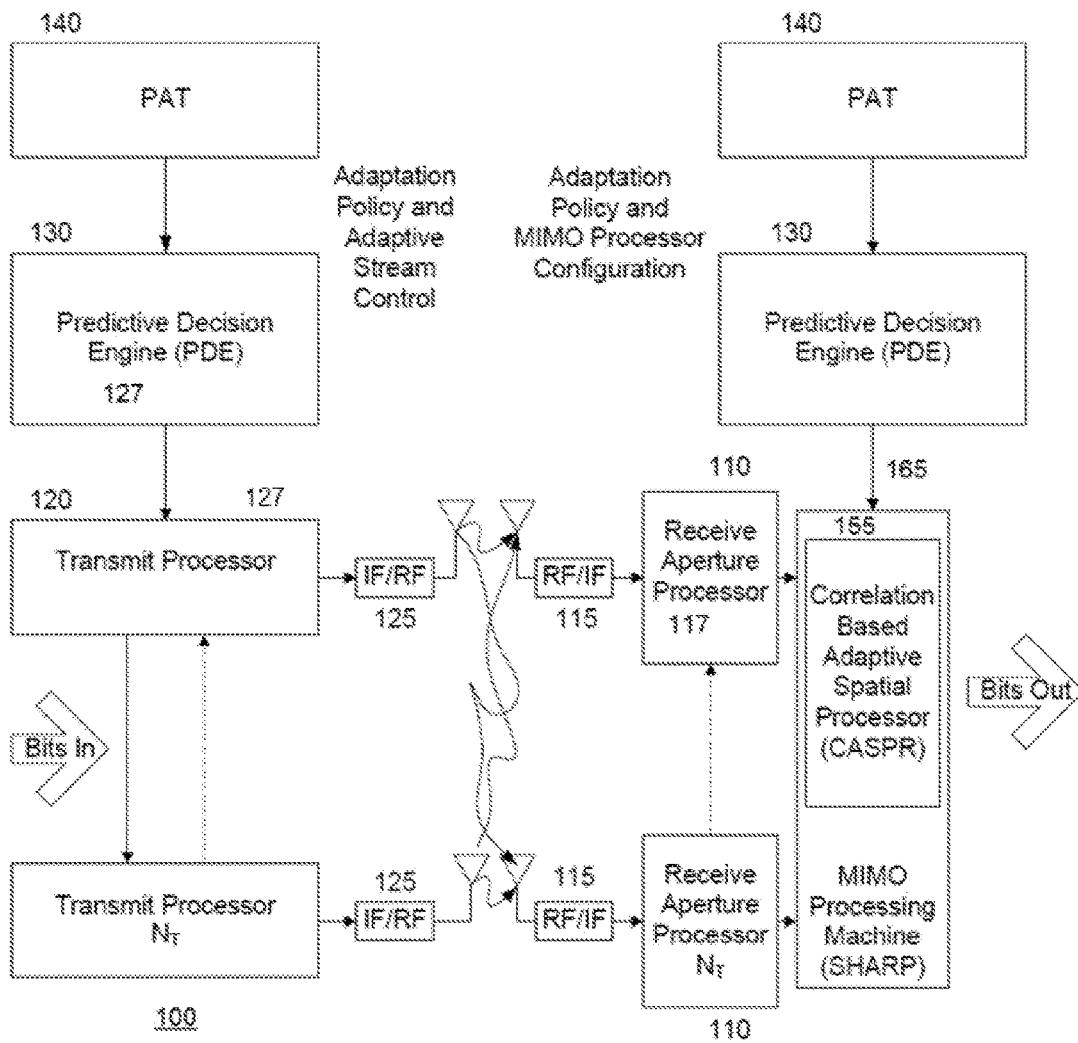 140
PAT
140
PAT
Adaptation
Policy and
Adaptive
Stream
Control
Adaptation
Policy and
MIMO Processor
Configuration
130
Predictive Decision
Engine (PDE)
127
130
Predictive Decision
Engine (PDE)
120
127
Transmit Processor
IF/RF
125
RF/IF
115
110
Receive
Aperture
Processor
117
165
155
Correlation
Based
Adaptive
Spatial
Processor
(CASPR)
Bits In
Bits Out
Transmit Processor
N_T
125
IF/RF
115
RF/IF
Receive
Aperture
Processor
N_T
110
MIMO
Processing
Machine
(SHARP)
100